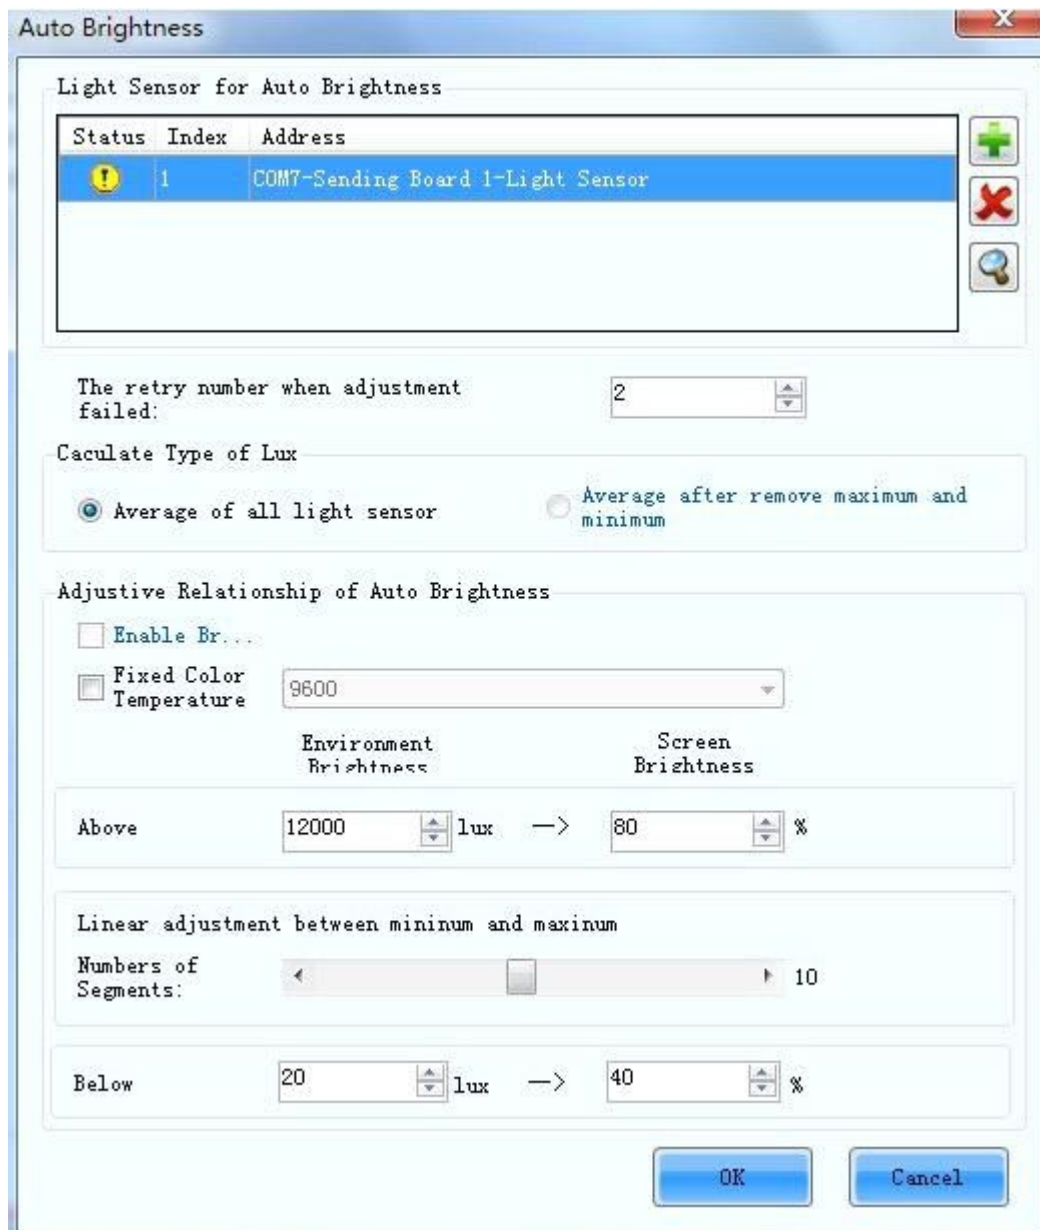 Auto Brightness
Light Sensor for Auto Brightness
Status Index Address
1 COM7-Sending Board 1-Light Sensor
The retry number when adjustment
failed:
2
Caculate Type of Lux
Average of all light sensor
Average after remove maximum and
minimum
Adjustive Relationship of Auto Brightness
Enable Br...
Fixed Color
Temperature
9600
Environment
Brightness
Screen
Brightness
Above 12000 lux —> 80 %
Linear adjustment between mininum and maxinum
Numbers of
Segments:
10
Below 20 lux —> 40 %
OK Cancel